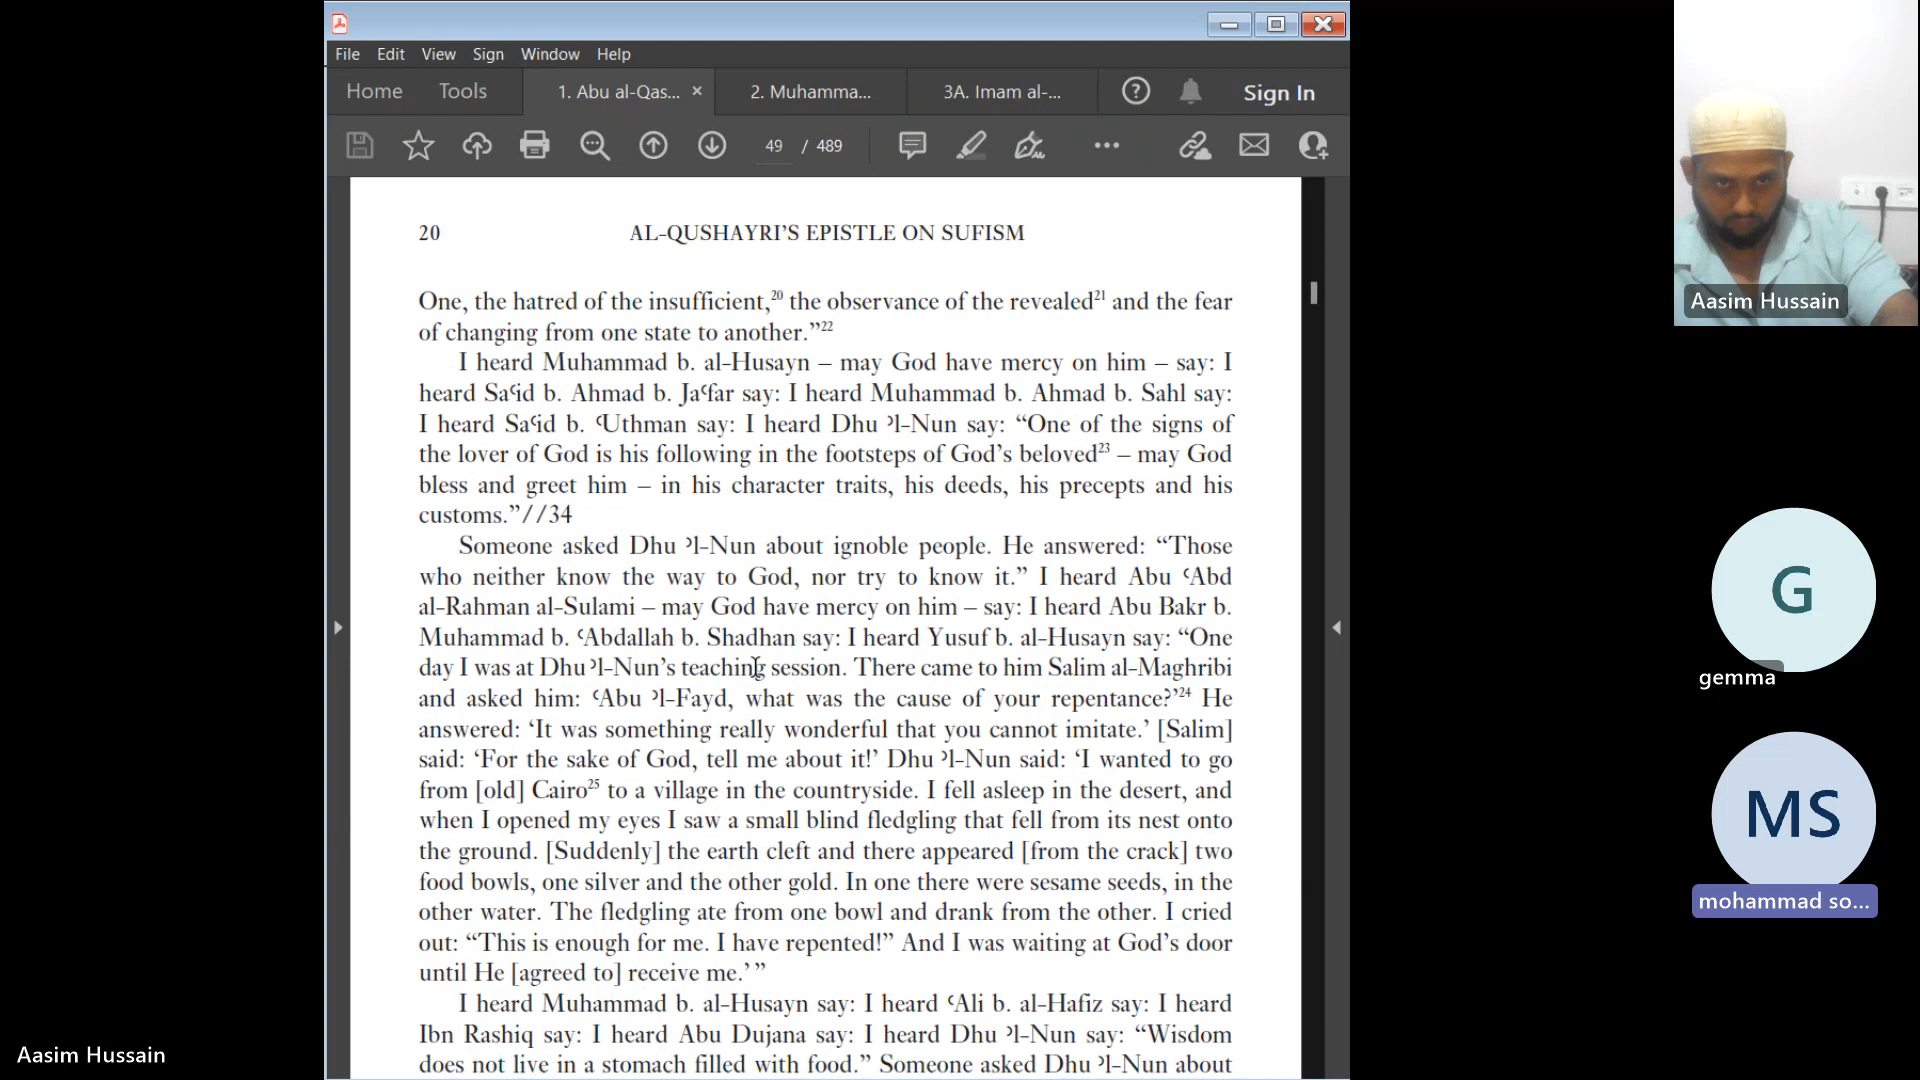 File Edit View Sign Window Help
Home Tools 1. Abu al-Qas... × 2. Muhamma... 3A. Imam al-... Sign In
49 / 489
20 AL-QUSHAYRI'S EPISTLE ON SUFISM
One, the hatred of the insufficient,20 the observance of the revealed21 and the fear
of changing from one state to another.”22
I heard Muhammad b. al-Husayn – may God have mercy on him – say: I
heard Saʿid b. Ahmad b. Jaʿfar say: I heard Muhammad b. Ahmad b. Sahl say:
I heard Saʿid b. ʿUthman say: I heard Dhu ʾl-Nun say: “One of the signs of
the lover of God is his following in the footsteps of God’s beloved23 – may God
bless and greet him – in his character traits, his deeds, his precepts and his
customs.”//34
Someone asked Dhu ʾl-Nun about ignoble people. He answered: “Those
who neither know the way to God, nor try to know it.” I heard Abu ʿAbd
al-Rahman al-Sulami – may God have mercy on him – say: I heard Abu Bakr b.
Muhammad b. ʿAbdallah b. Shadhan say: I heard Yusuf b. al-Husayn say: “One
day I was at Dhu ʾl-Nun’s teaching session. There came to him Salim al-Maghribi
and asked him: ‘Abu ʾl-Fayd, what was the cause of your repentance?’24 He
answered: ‘It was something really wonderful that you cannot imitate.’ [Salim]
said: ‘For the sake of God, tell me about it!’ Dhu ʾl-Nun said: ‘I wanted to go
from [old] Cairo25 to a village in the countryside. I fell asleep in the desert, and
when I opened my eyes I saw a small blind fledgling that fell from its nest onto
the ground. [Suddenly] the earth cleft and there appeared [from the crack] two
food bowls, one silver and the other gold. In one there were sesame seeds, in the
other water. The fledgling ate from one bowl and drank from the other. I cried
out: “This is enough for me. I have repented!” And I was waiting at God’s door
until He [agreed to] receive me.’ ”
I heard Muhammad b. al-Husayn say: I heard ʿAli b. al-Hafiz say: I heard
Ibn Rashiq say: I heard Abu Dujana say: I heard Dhu ʾl-Nun say: “Wisdom
does not live in a stomach filled with food.” Someone asked Dhu ʾl-Nun about
Aasim Hussain
G
gemma
MS
mohammad so...
Aasim Hussain